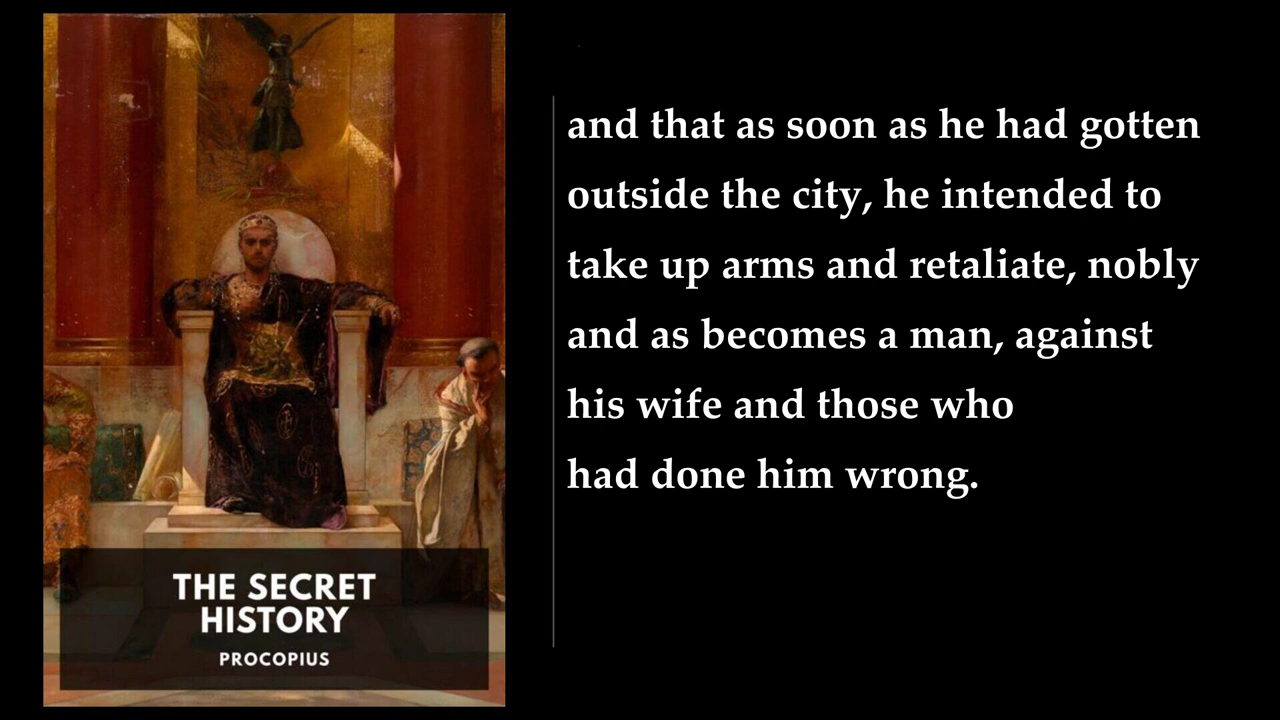 THE SECRET
HISTORY
PROCOPIUS
and that as soon as he had gotten
outside the city, he intended to
take up arms and retaliate, nobly
and as becomes a man, against
his wife and those who
had done him wrong.